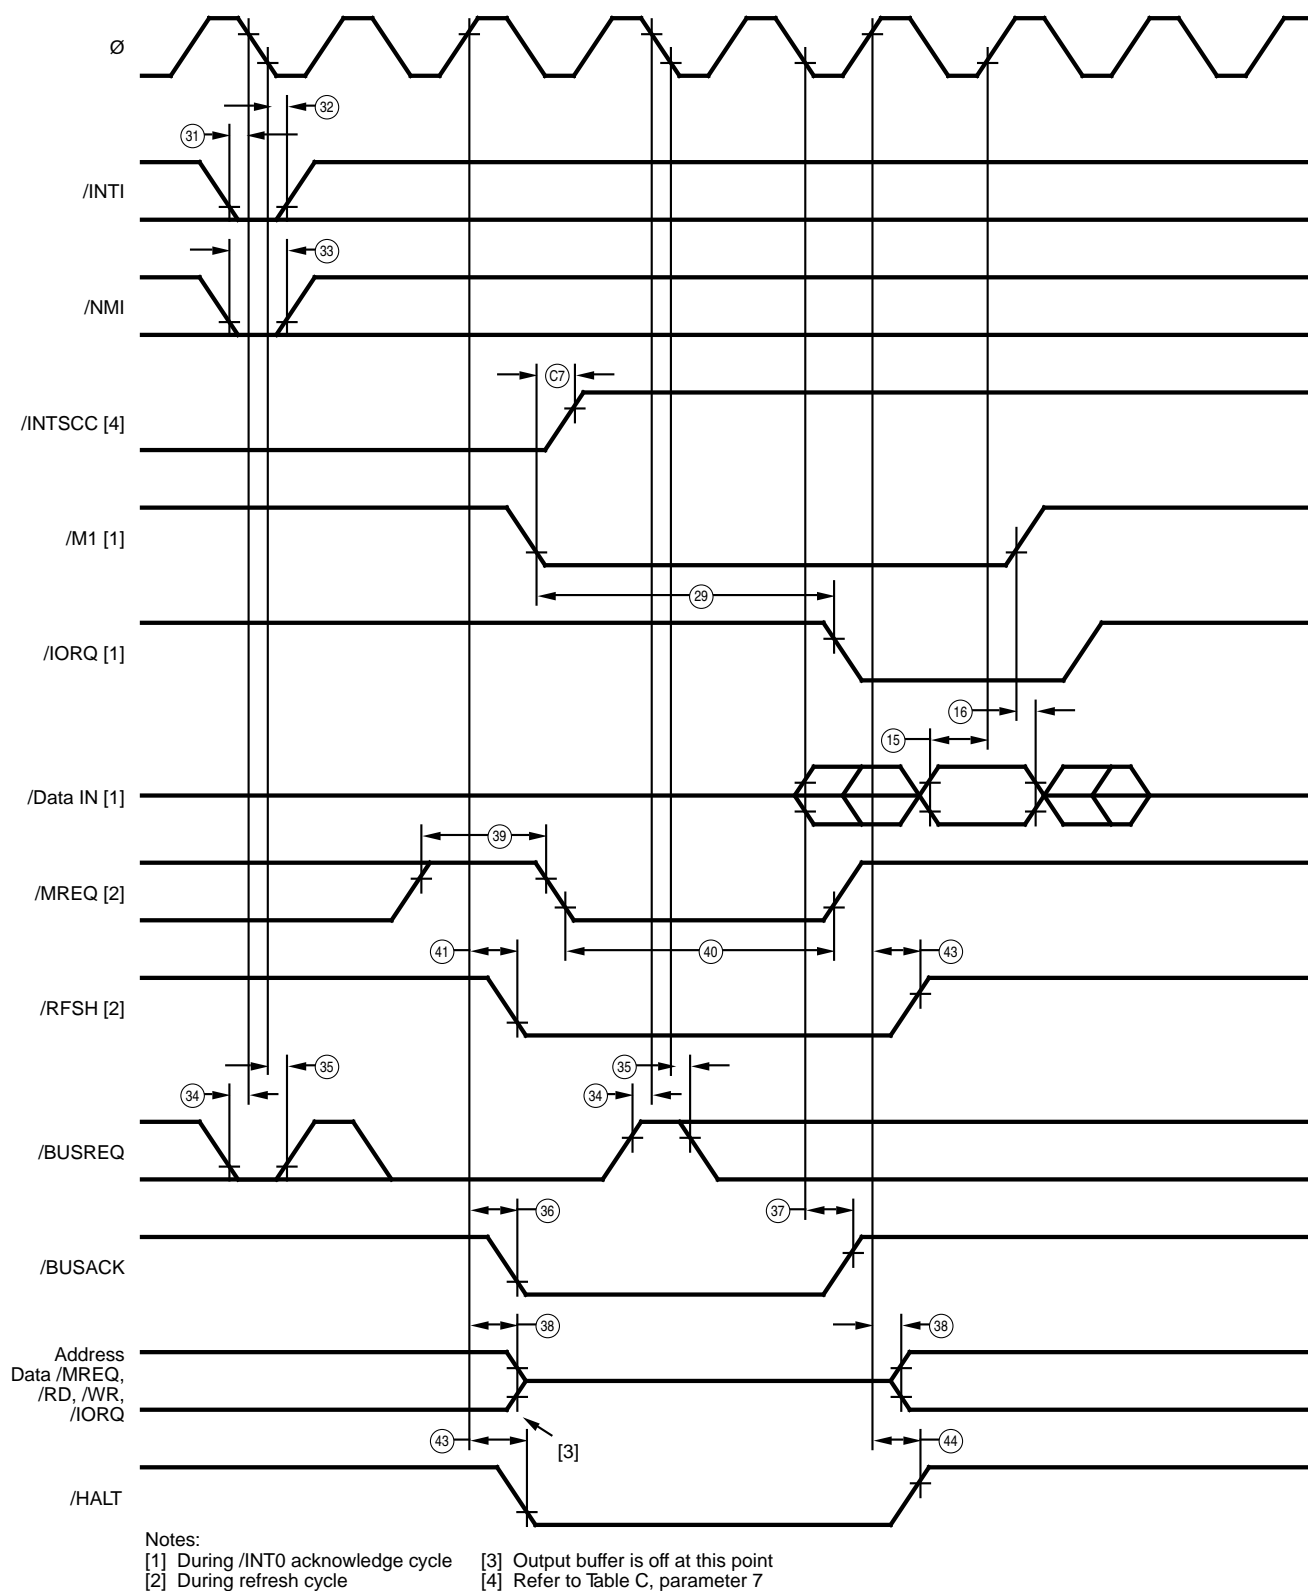 Ø
32
31
/INTI
33
/NMI
C7
/INTSCC [4]
/M1 [1]
29
/IORQ [1]
16
15
/Data IN [1]
39
/MREQ [2]
41
40
43
/RFSH [2]
35
35
34
34
/BUSREQ
36
37
/BUSACK
38
38
Address
Data /MREQ,
/RD, /WR,
/IORQ
43
[3]
44
/HALT
Notes:
[1] During /INT0 acknowledge cycle
[2] During refresh cycle
[3] Output buffer is off at this point
[4] Refer to Table C, parameter 7